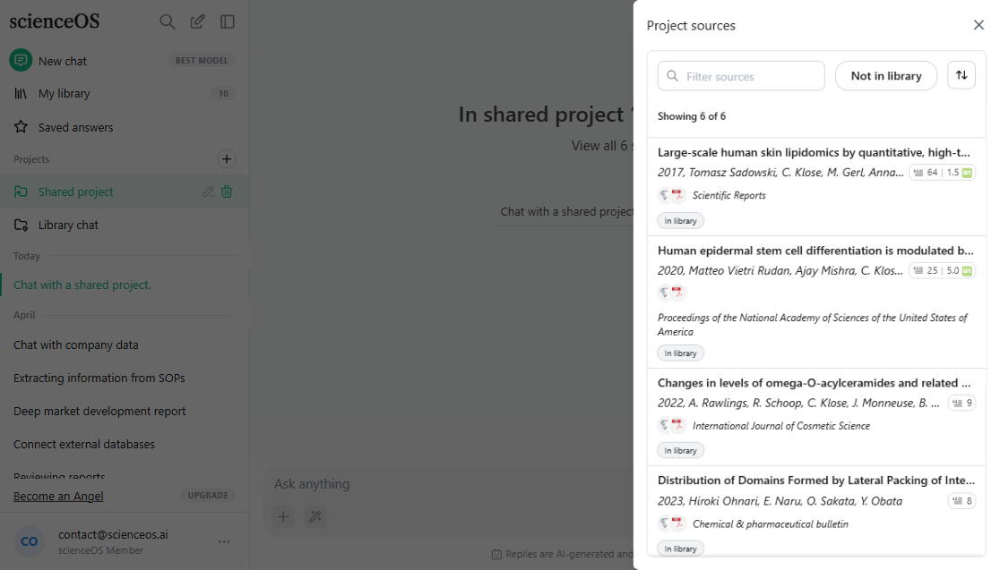 scienceOS
New chat
BEST MODEL
My library
10
Saved answers
Projects
Shared project
Library chat
Today
Chat with a shared project.
April
Chat with company data
Extracting information from SOPs
Deep market development report
Connect external databases
Reviewing reports
Become an Angel
UPGRADE
CO
contact@scienceos.ai
scienceOS Member
In shared project
View all 6
Chat with a shared project
Ask anything
Replies are AI-generated and
Project sources
Filter sources
Not in library
Showing 6 of 6
Large-scale human skin lipidomics by quantitative, high-t...
2017, Tomasz Sadowski, C. Klose, M. Gerl, Anna... 64 | 1.5 Q1
Scientific Reports
In library
Human epidermal stem cell differentiation is modulated b...
2020, Matteo Vietri Rudan, Ajay Mishra, C. Klos... 25 | 5.0 Q1
Proceedings of the National Academy of Sciences of the United States of
America
In library
Changes in levels of omega-O-acylceramides and related ...
2022, A. Rawlings, R. Schoop, C. Klose, J. Monneuse, B. ... 9
International Journal of Cosmetic Science
In library
Distribution of Domains Formed by Lateral Packing of Inte...
2023, Hiroki Ohnari, E. Naru, O. Sakata, Y. Obata 8
Chemical & pharmaceutical bulletin
In library